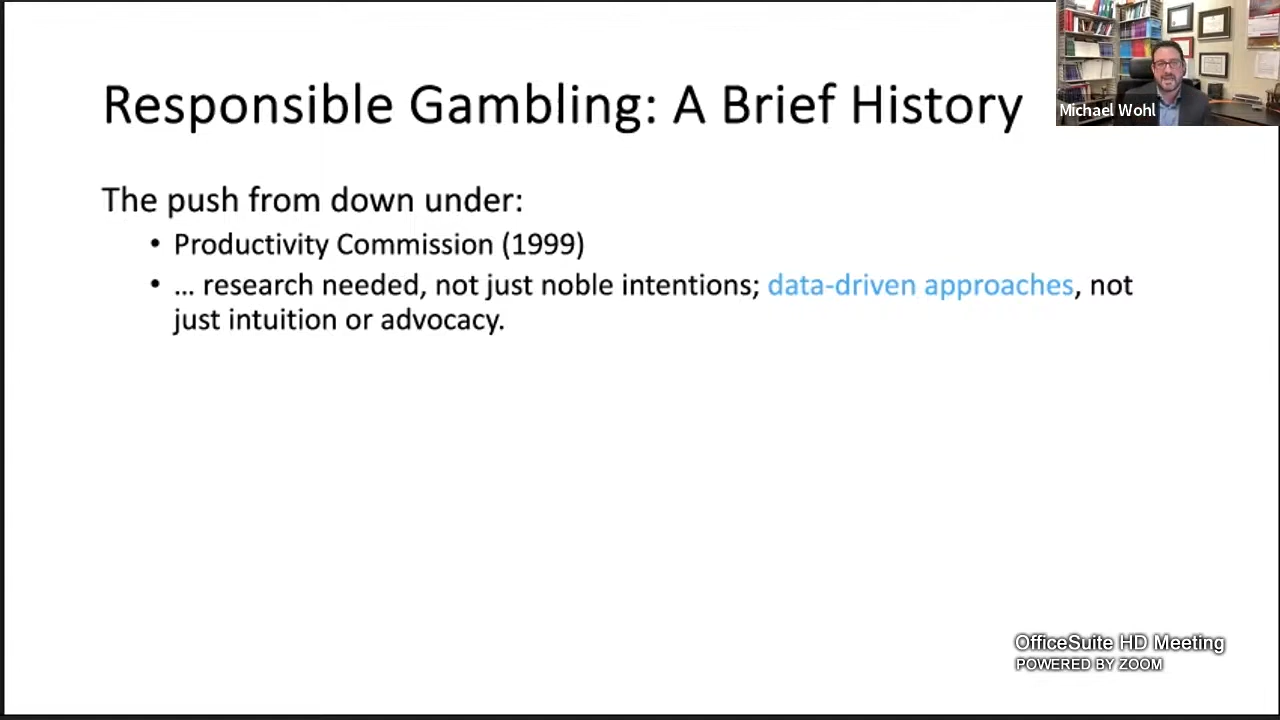 Responsible Gambling: A Brief History
Michael Wohl
The push from down under:
• Productivity Commission (1999)
• … research needed, not just noble intentions; data-driven approaches, not
just intuition or advocacy.
OfficeSuite HD Meeting
POWERED BY ZOOM